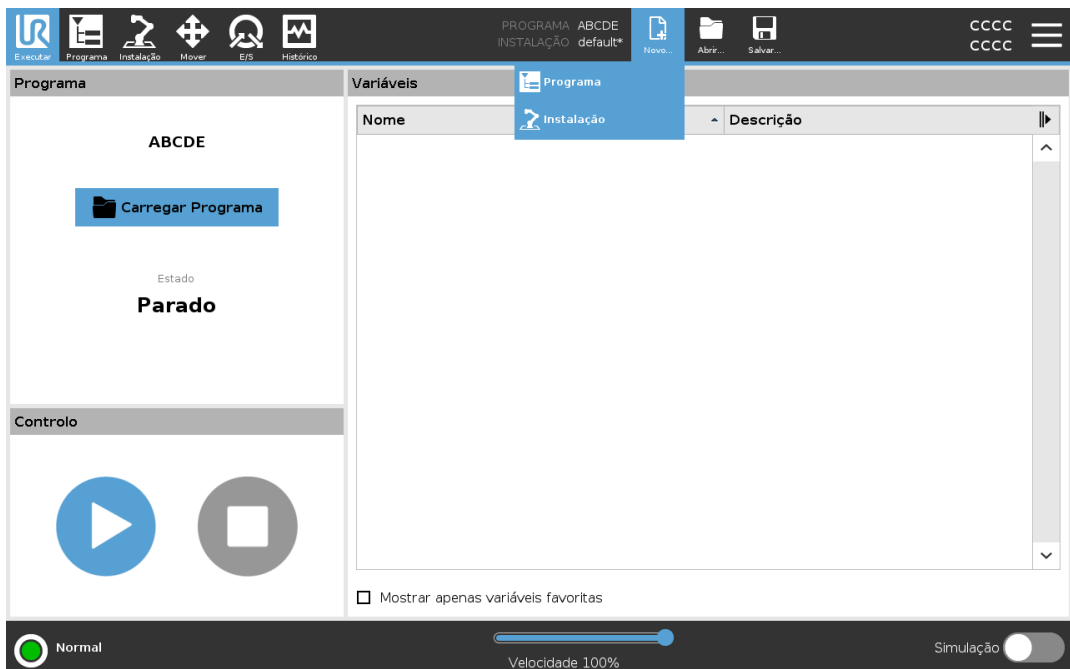 PROGRAMA ABCDE
INSTALAÇÃO default*
CCCC
CCCC
Executar Programa Instalação Mover E/S Histórico Novo... Abrir... Salvar...
Programa
Instalação
Programa
ABCDE
Carregar Programa
Estado
Parado
Controlo
Variáveis
Nome Descrição
Mostrar apenas variáveis favoritas
Normal
Velocidade 100%
Simulação